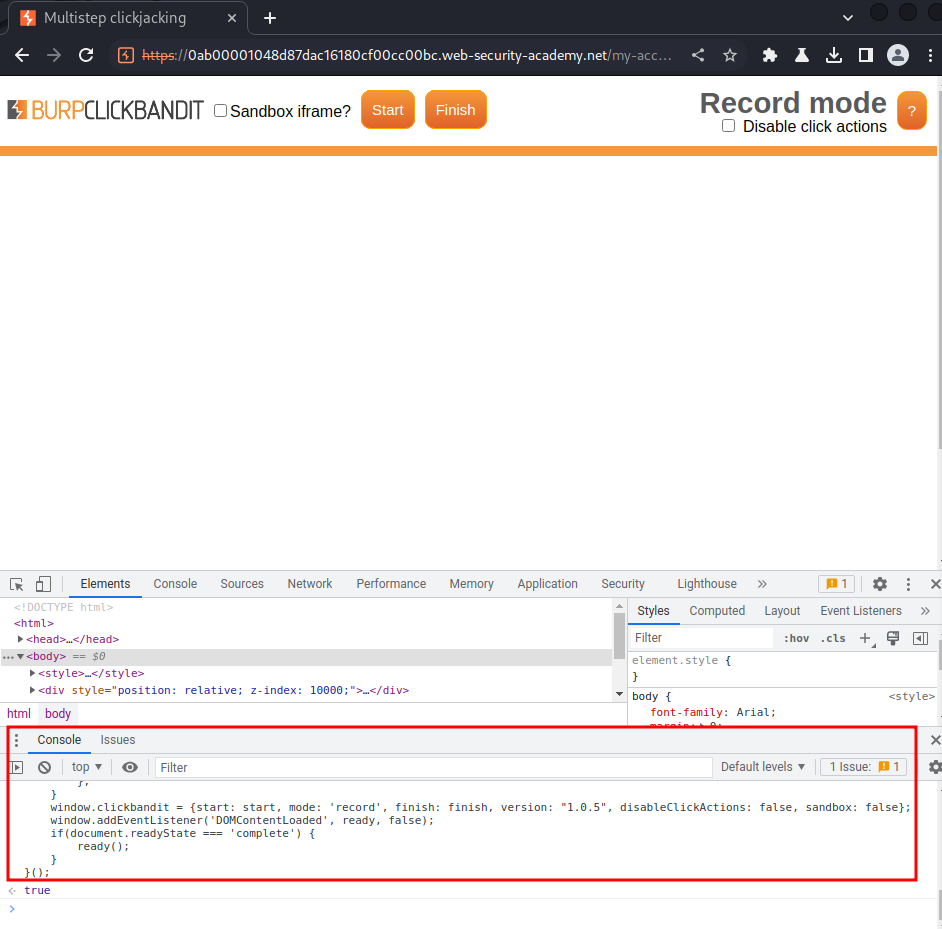 Multistep clickjacking
https://0ab00001048d87dac16180cf00cc00bc.web-security-academy.net/my-acc...
BURPCLICKBANDIT Sandbox iframe? Start Finish Record mode ?
Disable click actions
Elements Console Sources Network Performance Memory Application Security Lighthouse » 1
<!DOCTYPE html>
<html>
<head>…</head>
<body> == $0
<style>…</style>
<div style="position: relative; z-index: 10000;">…</div>
html body
Styles Computed Layout Event Listeners »
Filter :hov .cls +
element.style {
}
body { <style>
font-family: Arial;
margin: 0;
Console Issues
top Filter Default levels 1 Issue: 1
};
}
window.clickbandit = {start: start, mode: 'record', finish: finish, version: "1.0.5", disableClickActions: false, sandbox: false};
window.addEventListener('DOMContentLoaded', ready, false);
if(document.readyState === 'complete') {
ready();
}
}();
true